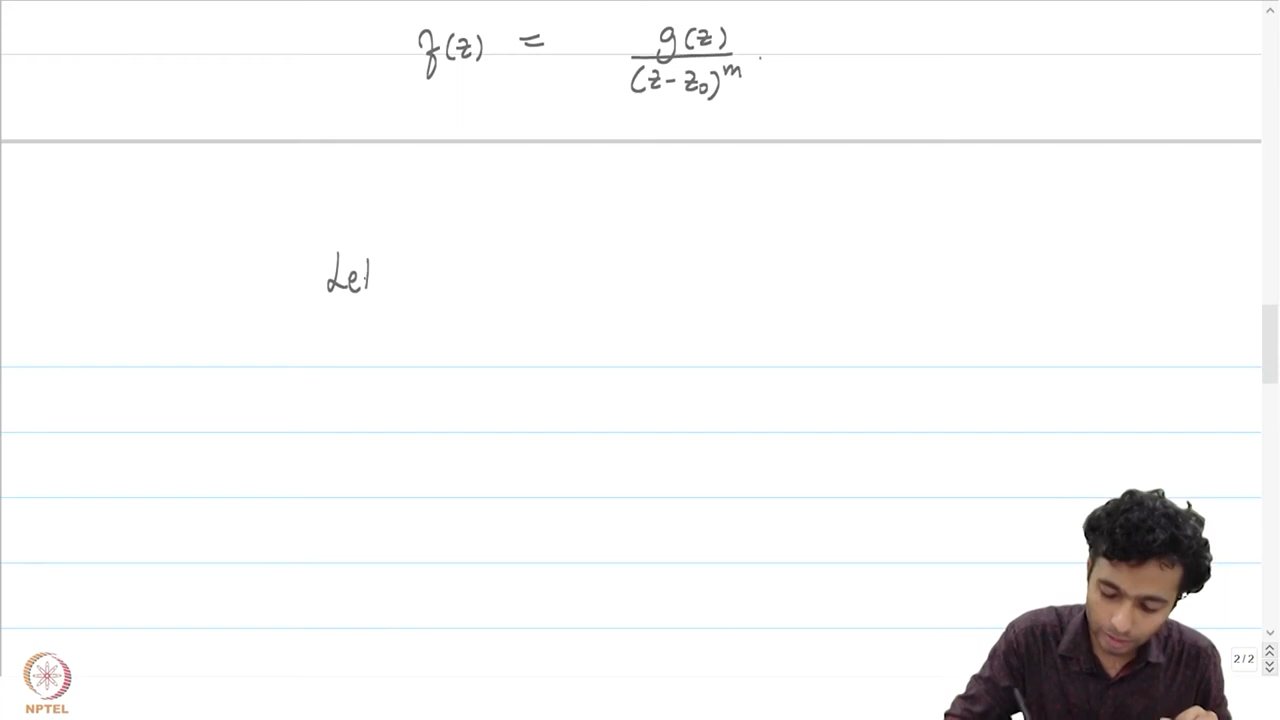 f(z) = g(z) / (z - z₀)^m .
Let
2 / 2
NPTEL